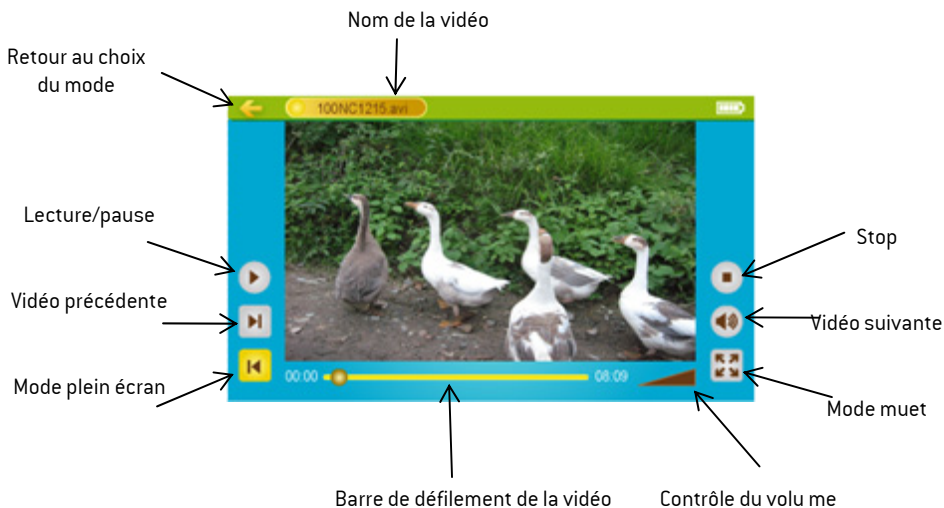 Nom de la vidéo
Retour au choix
du mode
100NC1215.avi
Lecture/pause
Stop
Vidéo précédente
Vidéo suivante
Mode plein écran
00:00
08:09
Mode muet
Barre de défilement de la vidéo
Contrôle du volu me